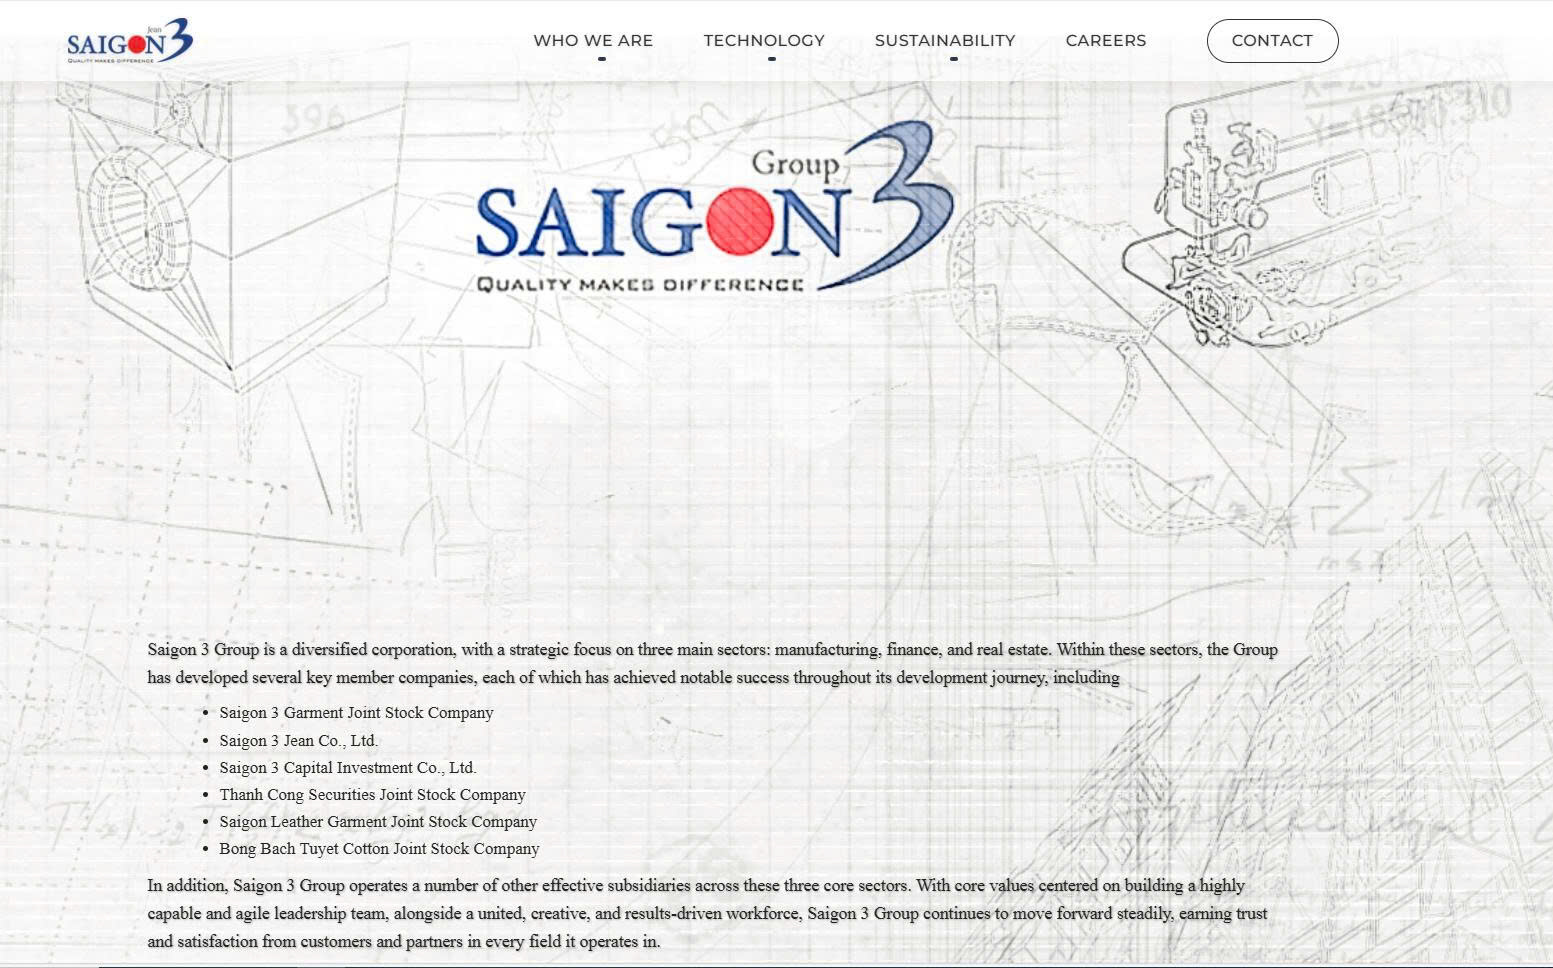 Jean
SAIGON 3
QUALITY MAKES DIFFERENCE
WHO WE ARE
TECHNOLOGY
SUSTAINABILITY
CAREERS
CONTACT
296
5m
Group
SAIGON 3
QUALITY MAKES DIFFERENCE
Saigon 3 Group is a diversified corporation, with a strategic focus on three main sectors: manufacturing, finance, and real estate. Within these sectors, the Group
has developed several key member companies, each of which has achieved notable success throughout its development journey, including
• Saigon 3 Garment Joint Stock Company
• Saigon 3 Jean Co., Ltd.
• Saigon 3 Capital Investment Co., Ltd.
• Thanh Cong Securities Joint Stock Company
• Saigon Leather Garment Joint Stock Company
• Bong Bach Tuyet Cotton Joint Stock Company
In addition, Saigon 3 Group operates a number of other effective subsidiaries across these three core sectors. With core values centered on building a highly
capable and agile leadership team, alongside a united, creative, and results-driven workforce, Saigon 3 Group continues to move forward steadily, earning trust
and satisfaction from customers and partners in every field it operates in.